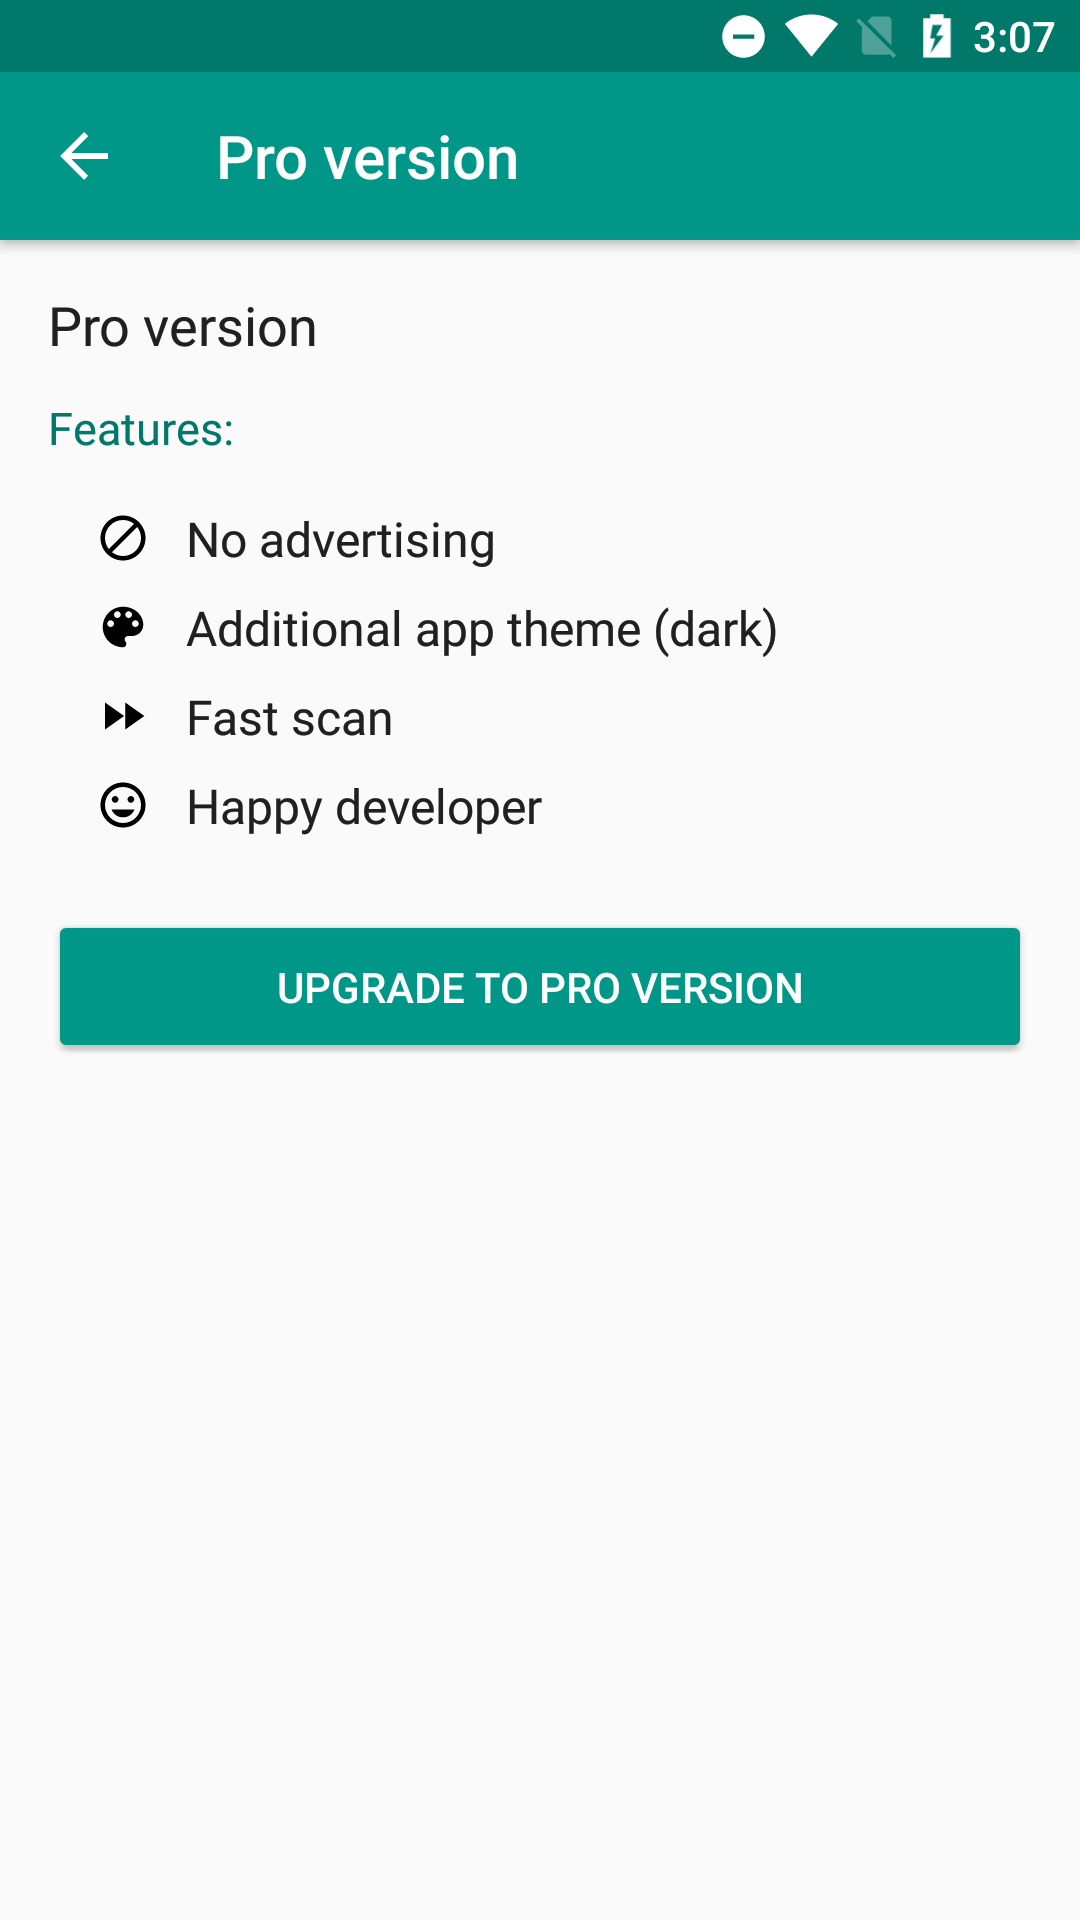 3:07
Pro version
Pro version
Features:
No advertising
Additional app theme (dark)
Fast scan
Happy developer
UPGRADE TO PRO VERSION